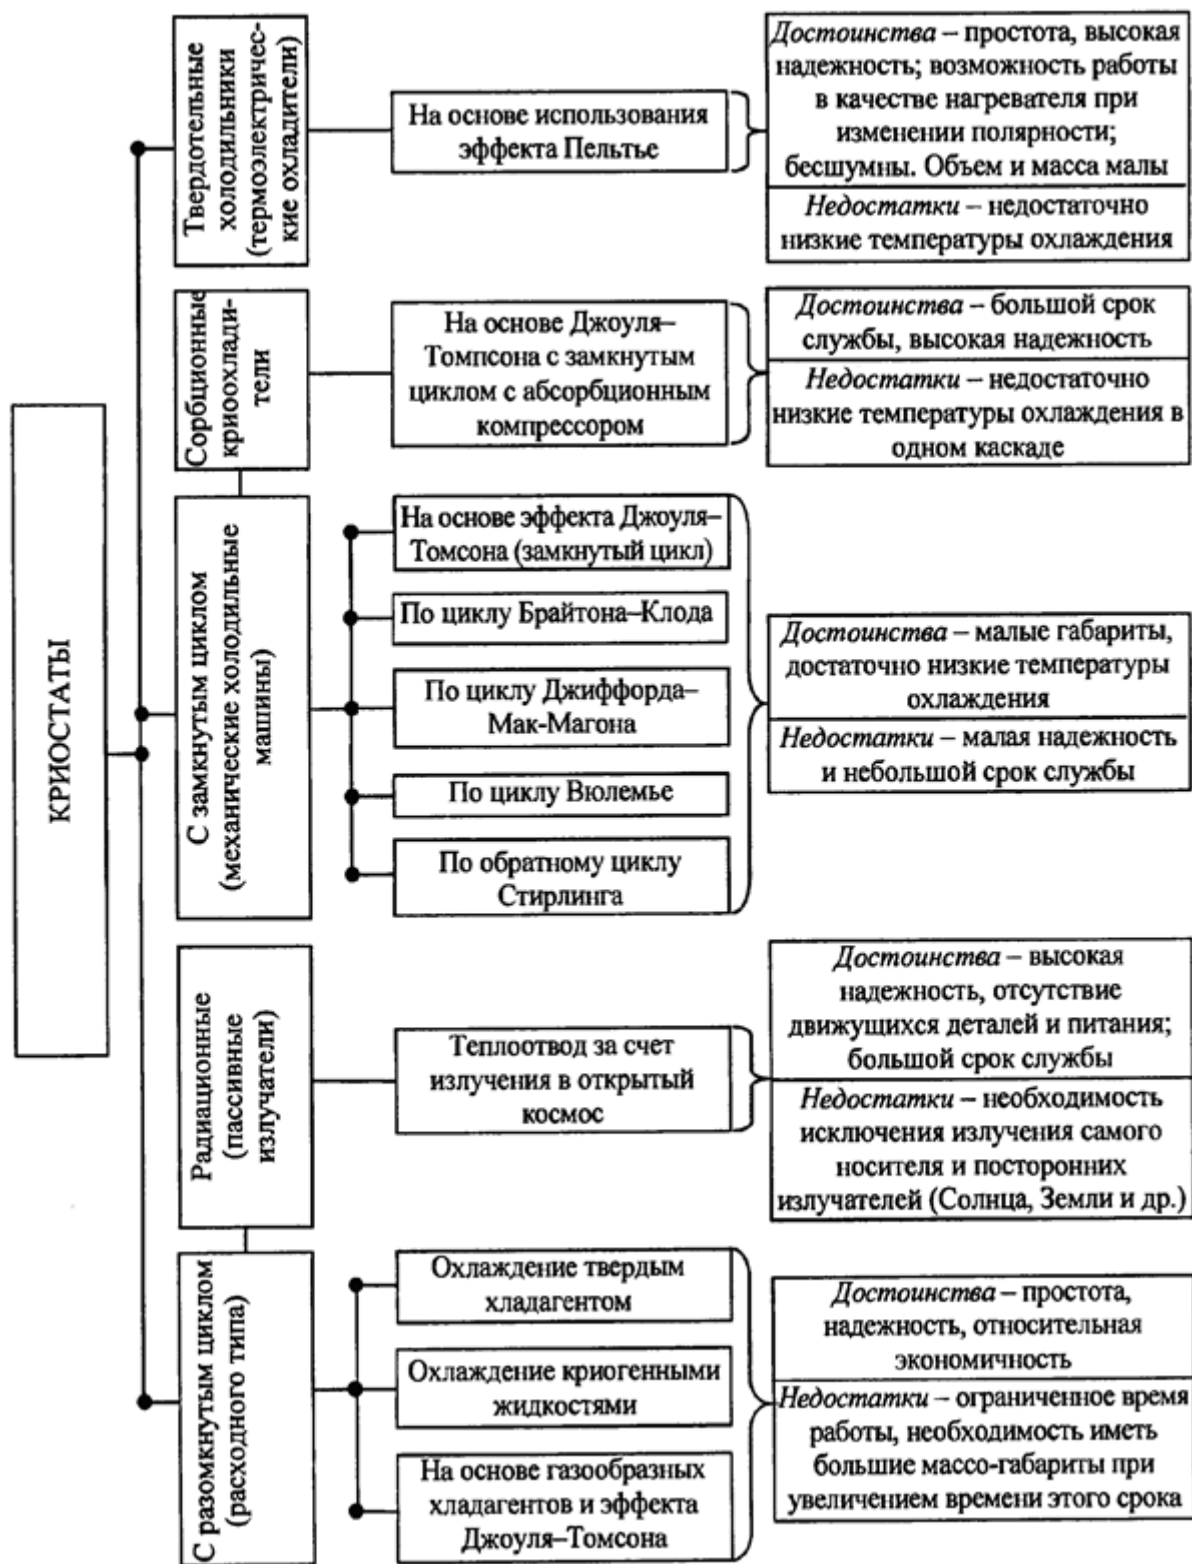 КРИОСТАТЫ
Твердотельные
холодильники
(термоэлектричес-
кие охладители)
На основе использования
эффекта Пельтье
Достоинства – простота, высокая
надежность; возможность работы
в качестве нагревателя при
изменении полярности;
бесшумны. Объем и масса малы
Недостатки – недостаточно
низкие температуры охлаждения
Сорбционные
криоохлади-
тели
На основе Джоуля–
Томпсона с замкнутым
циклом с абсорбционным
компрессором
Достоинства – большой срок
службы, высокая надежность
Недостатки – недостаточно
низкие температуры охлаждения в
одном каскаде
С замкнутым циклом
(механические холодильные
машины)
На основе эффекта Джоуля–
Томсона (замкнутый цикл)
По циклу Брайтона–Клода
По циклу Джиффорда–
Мак-Магона
По циклу Вюлемье
По обратному циклу
Стирлинга
Достоинства – малые габариты,
достаточно низкие температуры
охлаждения
Недостатки – малая надежность
и небольшой срок службы
Радиационные
(пассивные
излучатели)
Теплоотвод за счет
излучения в открытый
космос
Достоинства – высокая
надежность, отсутствие
движущихся деталей и питания;
большой срок службы
Недостатки – необходимость
исключения излучения самого
носителя и посторонних
излучателей (Солнца, Земли и др.)
С разомкнутым циклом
(расходного типа)
Охлаждение твердым
хладагентом
Охлаждение криогенными
жидкостями
На основе газообразных
хладагентов и эффекта
Джоуля–Томсона
Достоинства – простота,
надежность, относительная
экономичность
Недостатки – ограниченное время
работы, необходимость иметь
большие массо-габариты при
увеличением времени этого срока